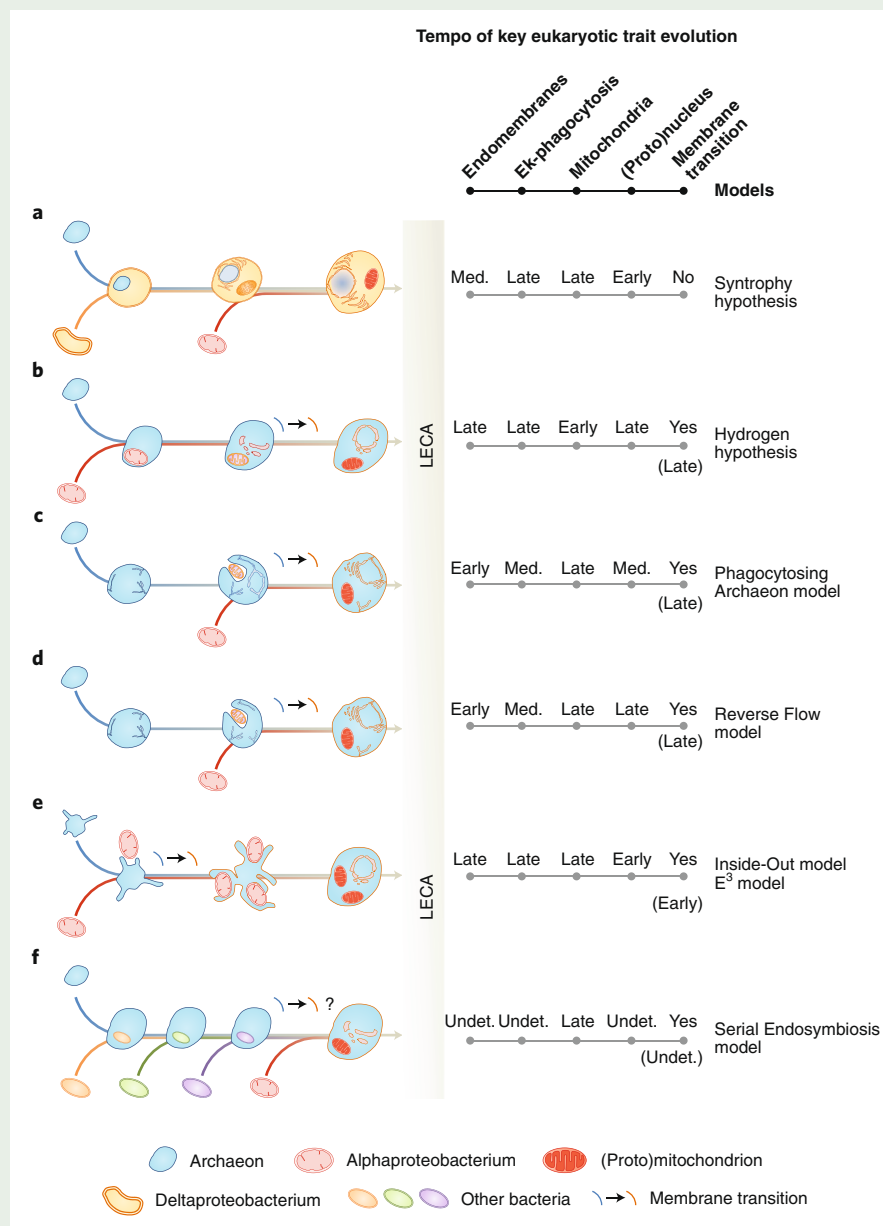 Tempo of key eukaryotic trait evolution
Endomembranes
Ek-phagocytosis
Mitochondria
(Proto)nucleus
Membrane
transition
Models
a
Med. Late Late Early No
Syntrophy
hypothesis
b
Late Late Early Late Yes
(Late)
Hydrogen
hypothesis
LECA
c
Early Med. Late Med. Yes
(Late)
Phagocytosing
Archaeon model
d
Early Med. Late Late Yes
(Late)
Reverse Flow
model
e
Late Late Late Early Yes
(Early)
Inside-Out model
E³ model
LECA
f
?
Undet. Undet. Late Undet. Yes
(Undet.)
Serial Endosymbiosis
model
Archaeon
Alphaproteobacterium
(Proto)mitochondrion
Deltaproteobacterium
Other bacteria
Membrane transition